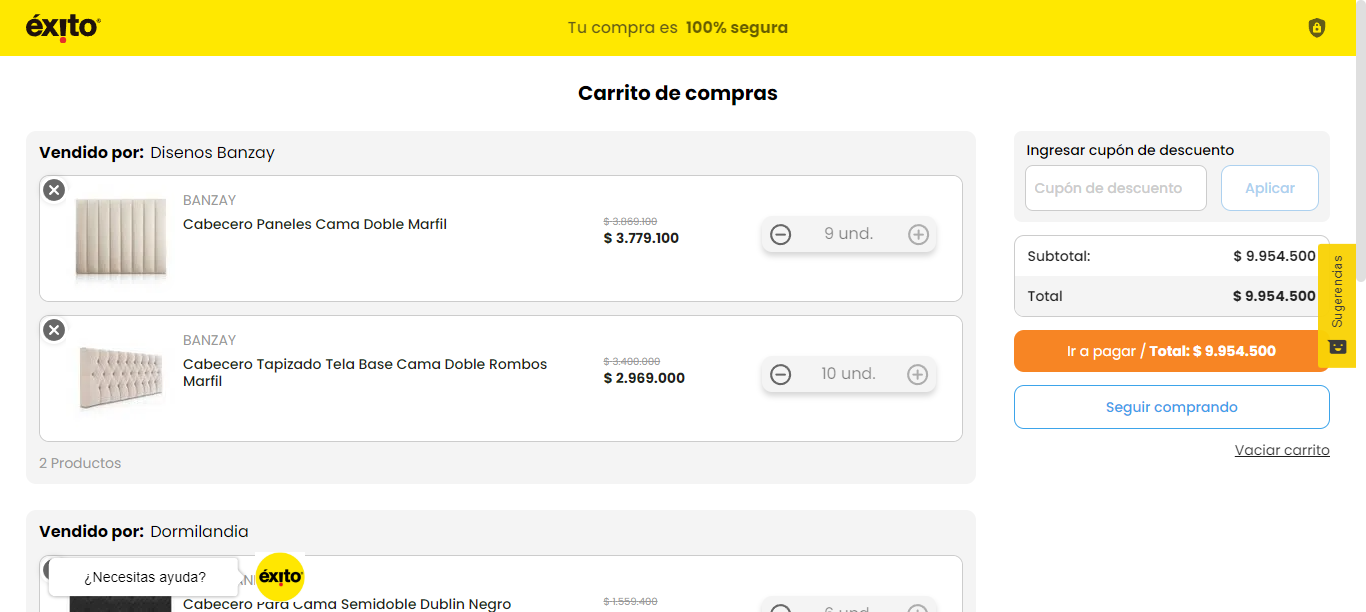 éxito
Tu compra es 100% segura
Carrito de compras
Vendido por: Disenos Banzay
BANZAY
Cabecero Paneles Cama Doble Marfil
$ 3.869.100
$ 3.779.100
9 und.
BANZAY
Cabecero Tapizado Tela Base Cama Doble Rombos
Marfil
$ 3.400.000
$ 2.969.000
10 und.
2 Productos
Vendido por: Dormilandia
Cabecero Para Cama Semidoble Dublin Negro
$ 1.559.400
6 und.
¿Necesitas ayuda?
éxito
Ingresar cupón de descuento
Cupón de descuento
Aplicar
Subtotal: $ 9.954.500
Total $ 9.954.500
Ir a pagar / Total: $ 9.954.500
Seguir comprando
Vaciar carrito
Sugerencias